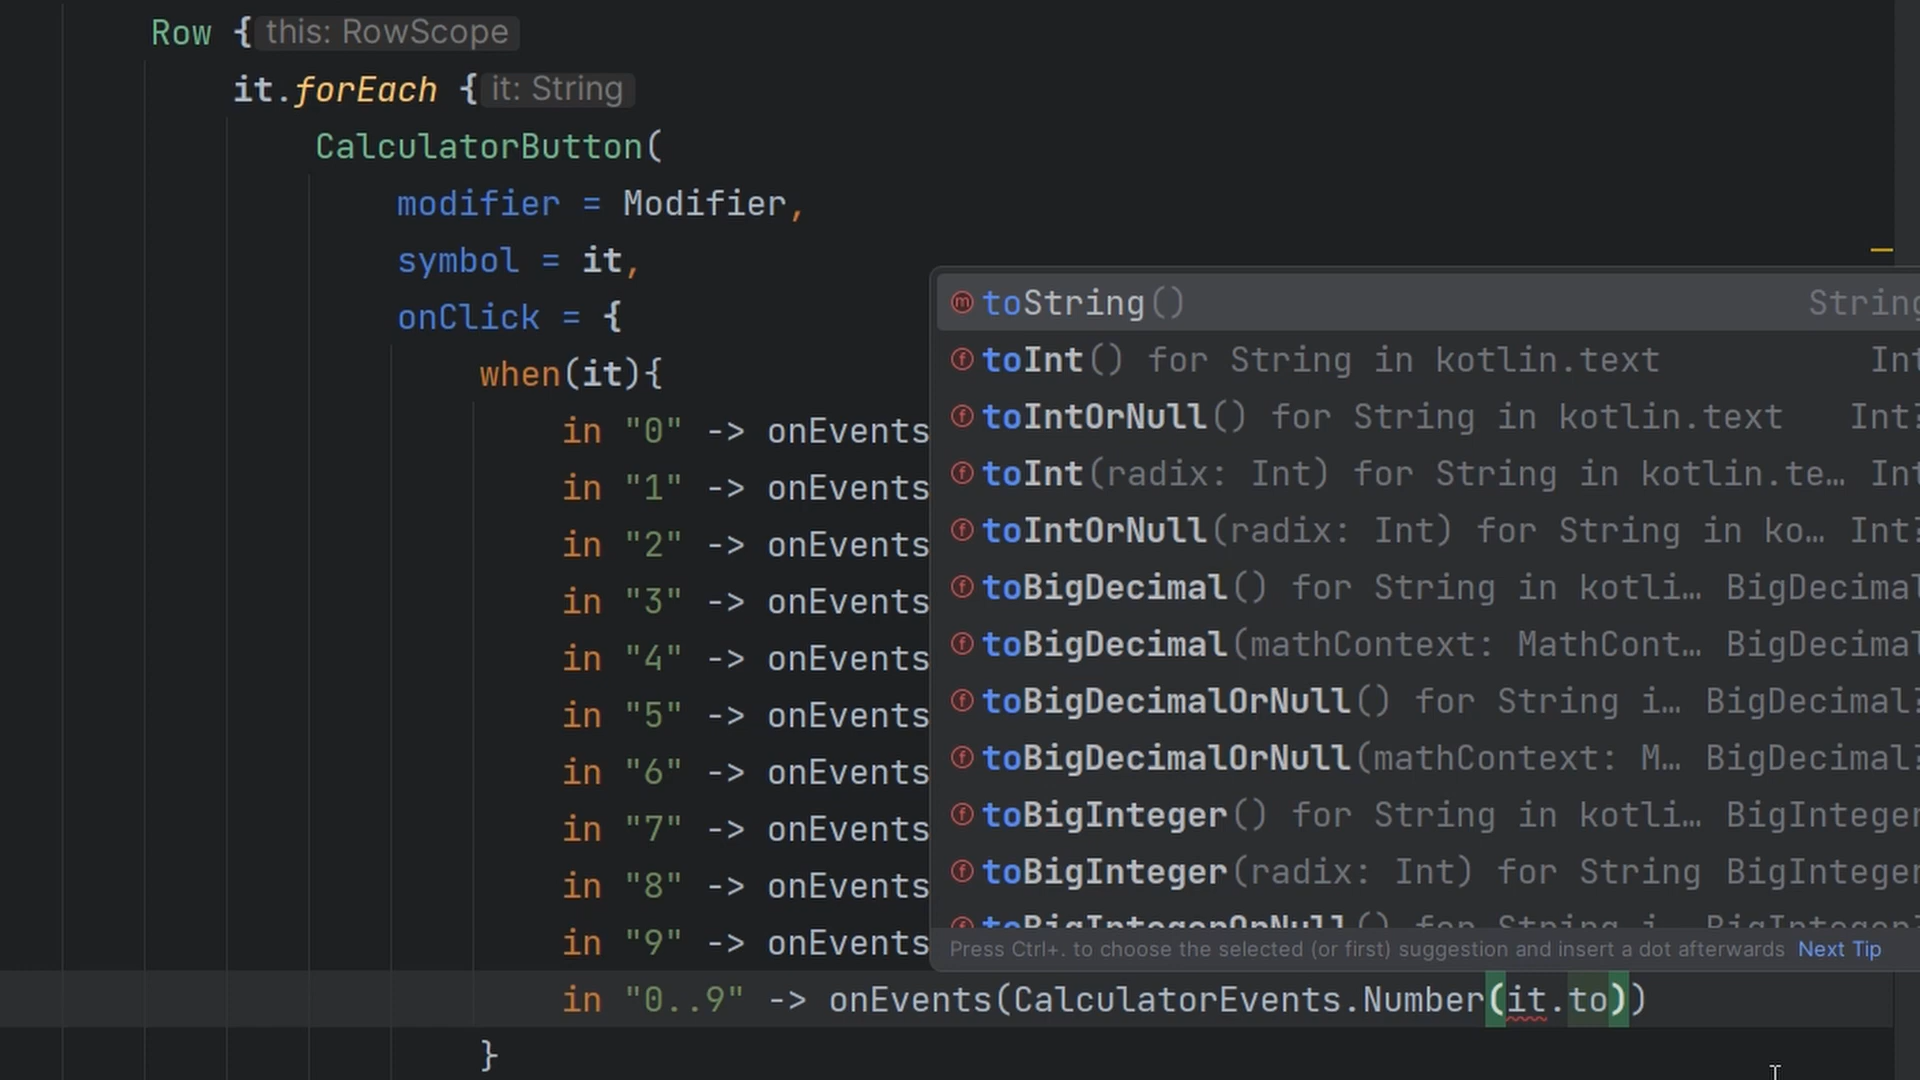 Row { this: RowScope
it.forEach { it: String
CalculatorButton(
modifier = Modifier,
symbol = it,
onClick = {
when(it){
in "0" -> onEvents
in "1" -> onEvents
in "2" -> onEvents
in "3" -> onEvents
in "4" -> onEvents
in "5" -> onEvents
in "6" -> onEvents
in "7" -> onEvents
in "8" -> onEvents
in "9" -> onEvents
in "0..9" -> onEvents(CalculatorEvents.Number(it.to))
}
m toString() String
f toInt() for String in kotlin.text Int
f toIntOrNull() for String in kotlin.text Int?
f toInt(radix: Int) for String in kotlin.te… Int
f toIntOrNull(radix: Int) for String in ko… Int?
f toBigDecimal() for String in kotli… BigDecimal
f toBigDecimal(mathContext: MathCont… BigDecimal
f toBigDecimalOrNull() for String i… BigDecimal?
f toBigDecimalOrNull(mathContext: M… BigDecimal?
f toBigInteger() for String in kotli… BigInteger
f toBigInteger(radix: Int) for String BigInteger
f toBigIntegerOrNull() for String i… BigInteger?
Press Ctrl+. to choose the selected (or first) suggestion and insert a dot afterwards Next Tip